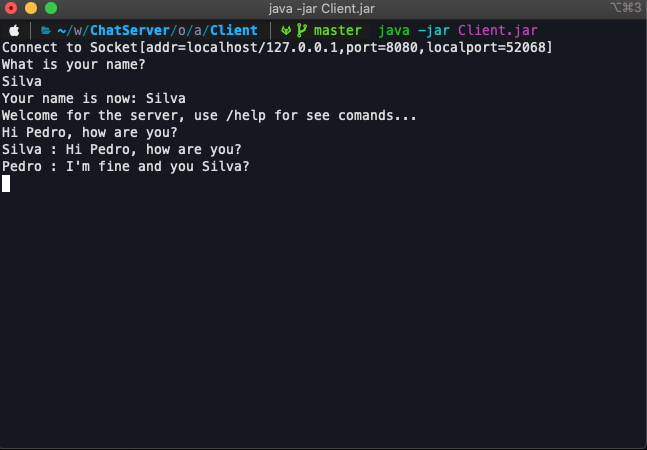 java -jar Client.jar
⌥⌘3
~/w/ChatServer/o/a/Client master java -jar Client.jar
Connect to Socket[addr=localhost/127.0.0.1,port=8080,localport=52068]
What is your name?
Silva
Your name is now: Silva
Welcome for the server, use /help for see comands...
Hi Pedro, how are you?
Silva : Hi Pedro, how are you?
Pedro : I'm fine and you Silva?